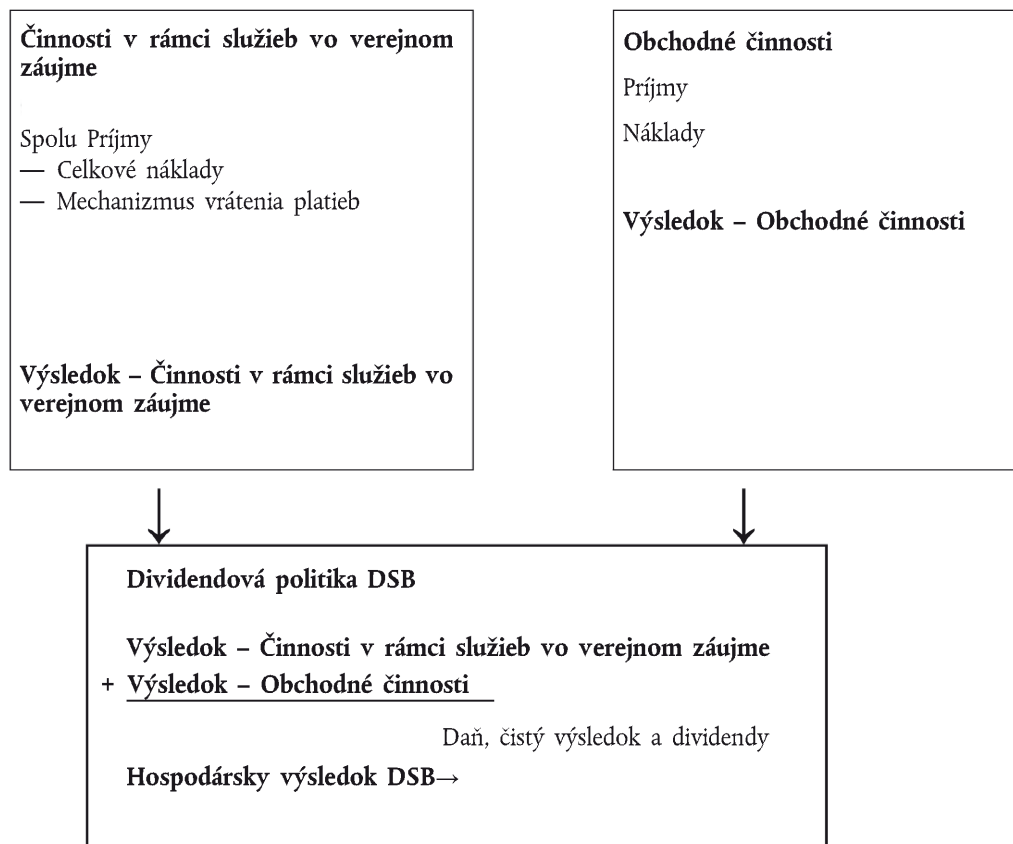 Činnosti v rámci služieb vo verejnom
záujme
Spolu Príjmy
— Celkové náklady
— Mechanizmus vrátenia platieb
Výsledok – Činnosti v rámci služieb vo
verejnom záujme
Obchodné činnosti
Príjmy
Náklady
Výsledok – Obchodné činnosti
Dividendová politika DSB
Výsledok – Činnosti v rámci služieb vo verejnom záujme
+ Výsledok – Obchodné činnosti
Daň, čistý výsledok a dividendy
Hospodársky výsledok DSB→